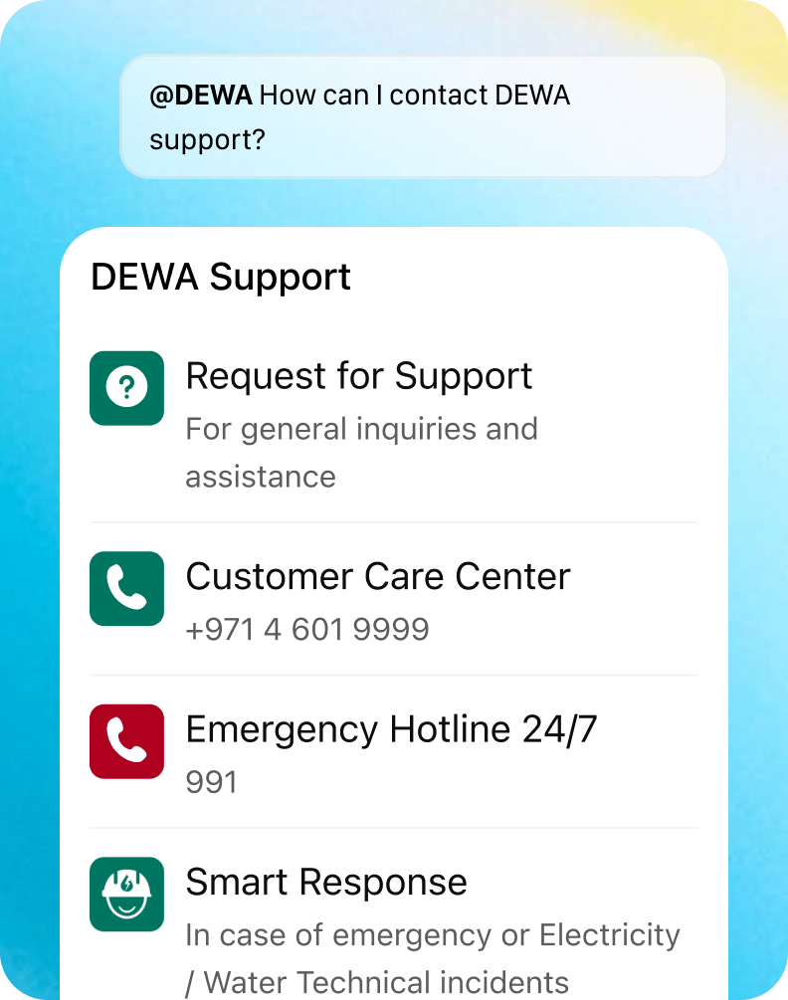 @DEWA How can I contact DEWA
support?
DEWA Support
Request for Support
For general inquiries and
assistance
Customer Care Center
+971 4 601 9999
Emergency Hotline 24/7
991
Smart Response
In case of emergency or Electricity
/ Water Technical incidents